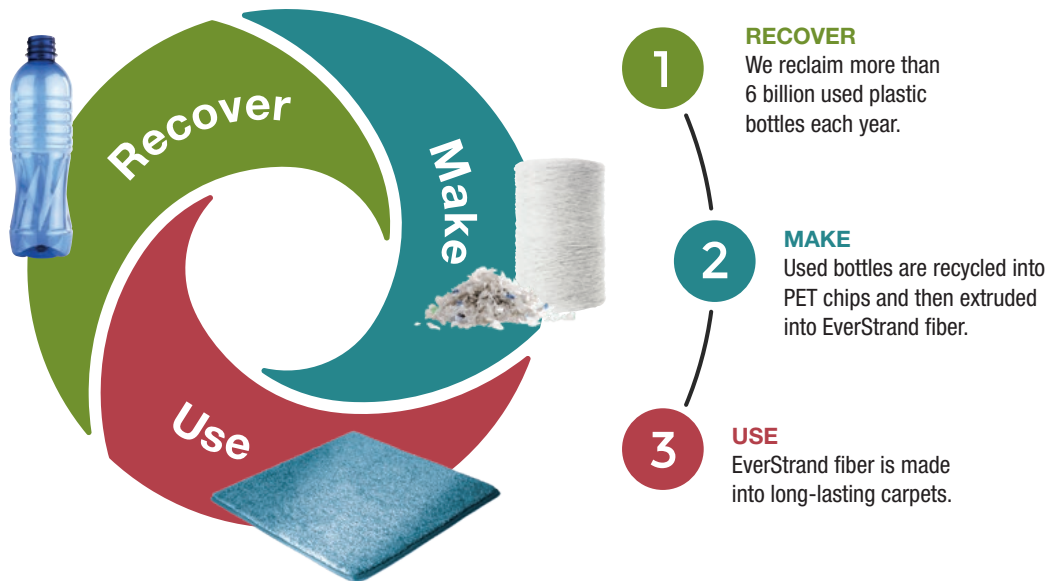 Recover
Make
Use
1
RECOVER
We reclaim more than
6 billion used plastic
bottles each year.
2
MAKE
Used bottles are recycled into
PET chips and then extruded
into EverStrand fiber.
3
USE
EverStrand fiber is made
into long-lasting carpets.